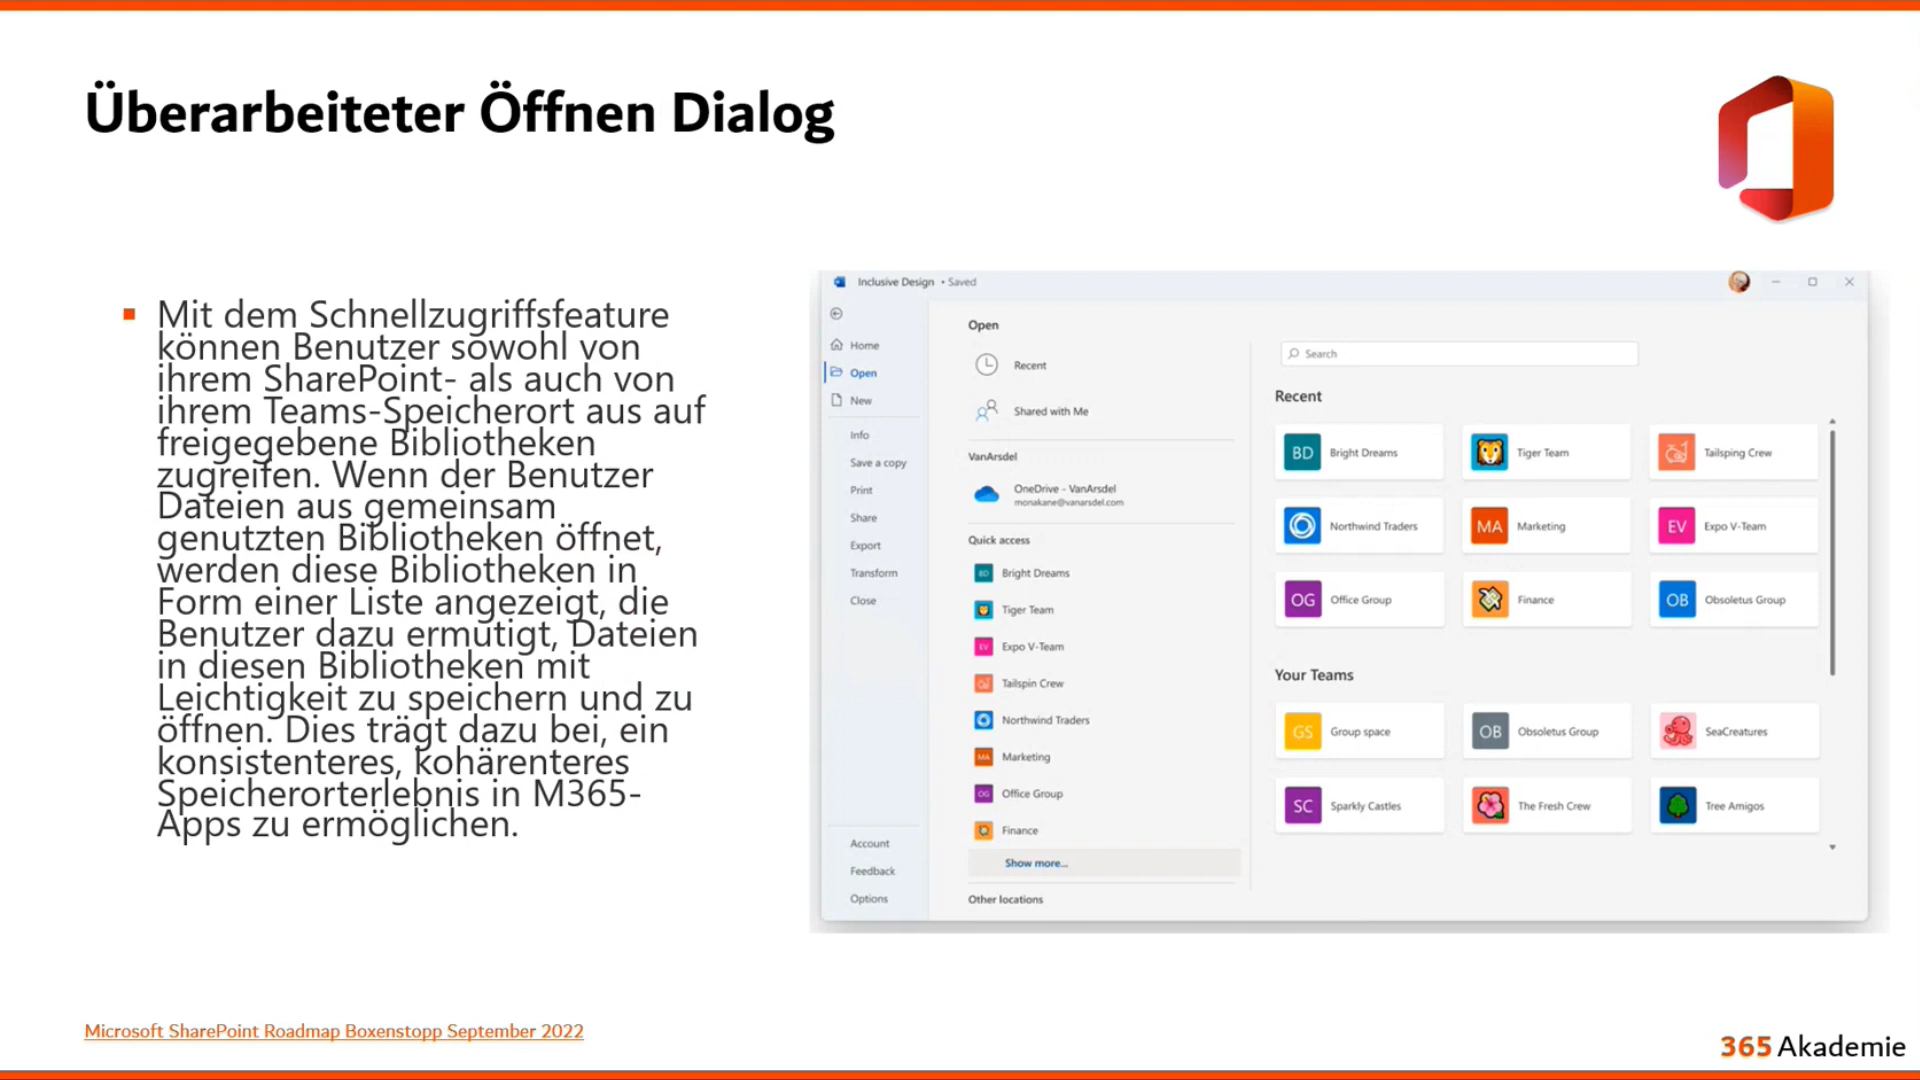 Überarbeiteter Öffnen Dialog
Mit dem Schnellzugriffsfeature
können Benutzer sowohl von
ihrem SharePoint- als auch von
ihrem Teams-Speicherort aus auf
freigegebene Bibliotheken
zugreifen. Wenn der Benutzer
Dateien aus gemeinsam
genutzten Bibliotheken öffnet,
werden diese Bibliotheken in
Form einer Liste angezeigt, die
Benutzer dazu ermutigt, Dateien
in diesen Bibliotheken mit
Leichtigkeit zu speichern und zu
öffnen. Dies trägt dazu bei, ein
konsistenteres, kohärenteres
Speicherorterlebnis in M365-
Apps zu ermöglichen.
Inclusive Design • Saved
Home
Open
New
Info
Save a copy
Print
Share
Export
Transform
Close
Account
Feedback
Options
Open
Recent
Shared with Me
VanArsdel
OneDrive - VanArsdel
monakane@vanarsdel.com
Quick access
BD Bright Dreams
Tiger Team
EV Expo V-Team
Tailspin Crew
Northwind Traders
MA Marketing
OG Office Group
Finance
Show more...
Other locations
Search
Recent
BD Bright Dreams
Tiger Team
Tailsping Crew
Northwind Traders
MA Marketing
EV Expo V-Team
OG Office Group
Finance
OB Obsoletus Group
Your Teams
GS Group space
OB Obsoletus Group
SeaCreatures
SC Sparkly Castles
The Fresh Crew
Tree Amigos
Microsoft SharePoint Roadmap Boxenstopp September 2022
365 Akademie